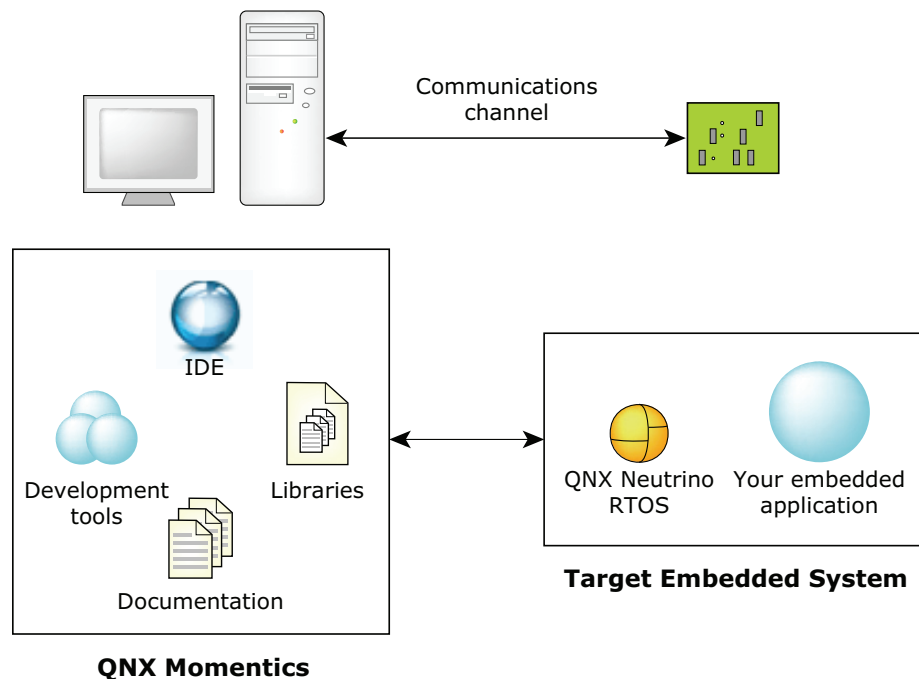 Communications
channel
IDE
Development
tools
Libraries
Documentation
QNX Momentics
QNX Neutrino
RTOS
Your embedded
application
Target Embedded System